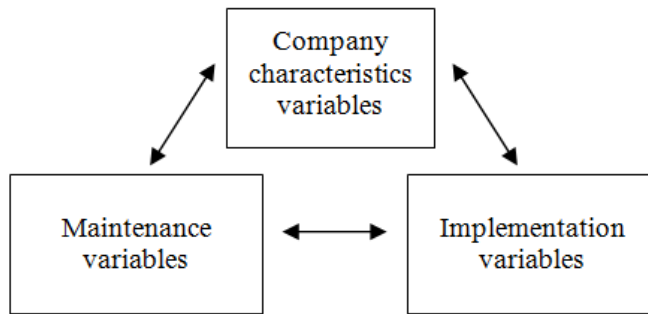 Company
characteristics
variables
Maintenance
variables
Implementation
variables